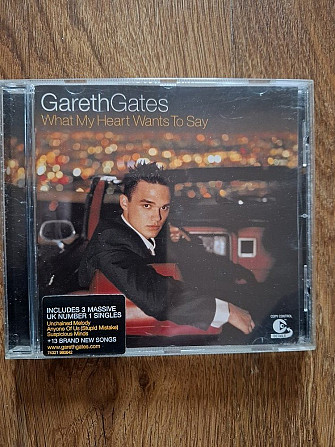 GarethGates
What My Heart Wants To Say
INCLUDES 3 MASSIVE
UK NUMBER 1 SINGLES
Unchained Melody
Anyone Of Us (Stupid Mistake)
Suspicious Minds
+13 BRAND NEW SONGS
www.garethgates.com
COPY CONTROL